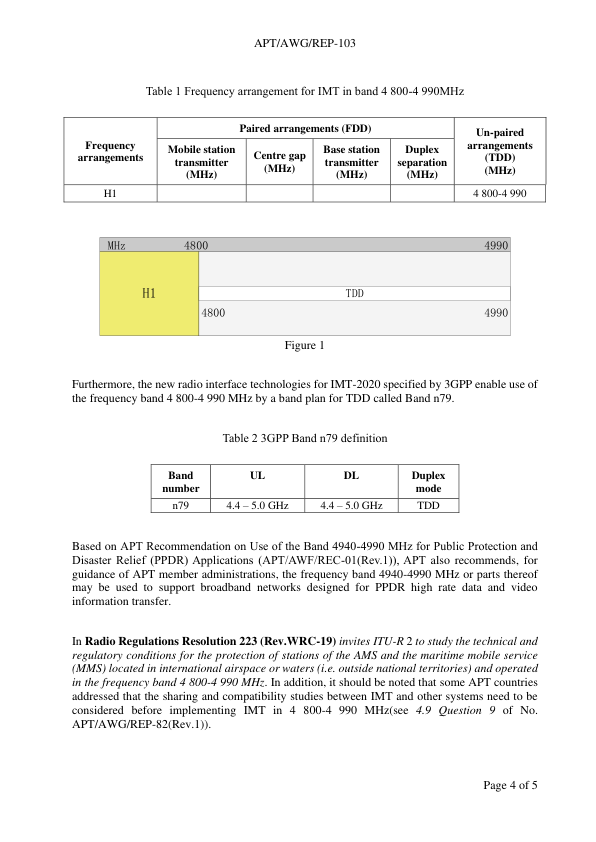 APT/AWG/REP-103
Table 1 Frequency arrangement for IMT in band 4 800-4 990MHz
Frequency arrangements
Paired arrangements (FDD)
Un-paired arrangements (TDD) (MHz)
Mobile station transmitter (MHz)
Centre gap (MHz)
Base station transmitter (MHz)
Duplex separation (MHz)
H1
4 800-4 990
MHz 4800 4990
H1
TDD
4800 4990
Figure 1
Furthermore, the new radio interface technologies for IMT-2020 specified by 3GPP enable use of
the frequency band 4 800-4 990 MHz by a band plan for TDD called Band n79.
Table 2 3GPP Band n79 definition
Band number
UL
DL
Duplex mode
n79
4.4 – 5.0 GHz
4.4 – 5.0 GHz
TDD
Based on APT Recommendation on Use of the Band 4940-4990 MHz for Public Protection and
Disaster Relief (PPDR) Applications (APT/AWF/REC-01(Rev.1)), APT also recommends, for
guidance of APT member administrations, the frequency band 4940-4990 MHz or parts thereof
may be used to support broadband networks designed for PPDR high rate data and video
information transfer.
In Radio Regulations Resolution 223 (Rev.WRC-19) invites ITU-R 2 to study the technical and
regulatory conditions for the protection of stations of the AMS and the maritime mobile service
(MMS) located in international airspace or waters (i.e. outside national territories) and operated
in the frequency band 4 800-4 990 MHz. In addition, it should be noted that some APT countries
addressed that the sharing and compatibility studies between IMT and other systems need to be
considered before implementing IMT in 4 800-4 990 MHz(see 4.9 Question 9 of No.
APT/AWG/REP-82(Rev.1)).
Page 4 of 5